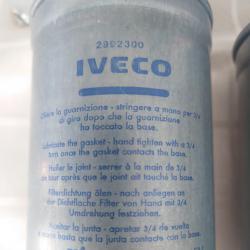 2992300
IVECO
Oliare la guarnizione - stringere a mano per 3/4
di giro dopo che la guarnizione
ha toccato la base.
Lubricate the gasket - hand tighten with a 3/4
turn once the gasket contacts the base.
Huiler le joint - serrer à la main de 3/4
de tour après que le joint ait touché la base.
Filterdichtung ölen - nach anliegen an
der Dichtfläche Filter von Hand mit 3/4
Umdrehung festziehen.
Aceitar la junta - apretar 3/4 de vuelta
a mano hasta que la junta contacte con la base.